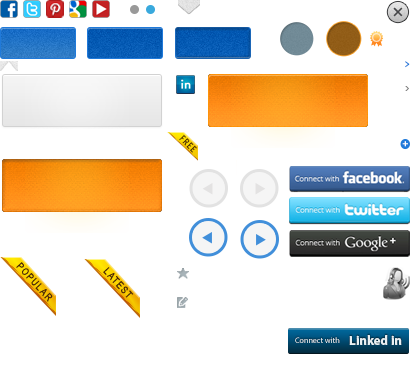 in
FREE
Connect with facebook.
Connect with twitter
Connect with Google+
POPULAR
LATEST
Connect with Linked in